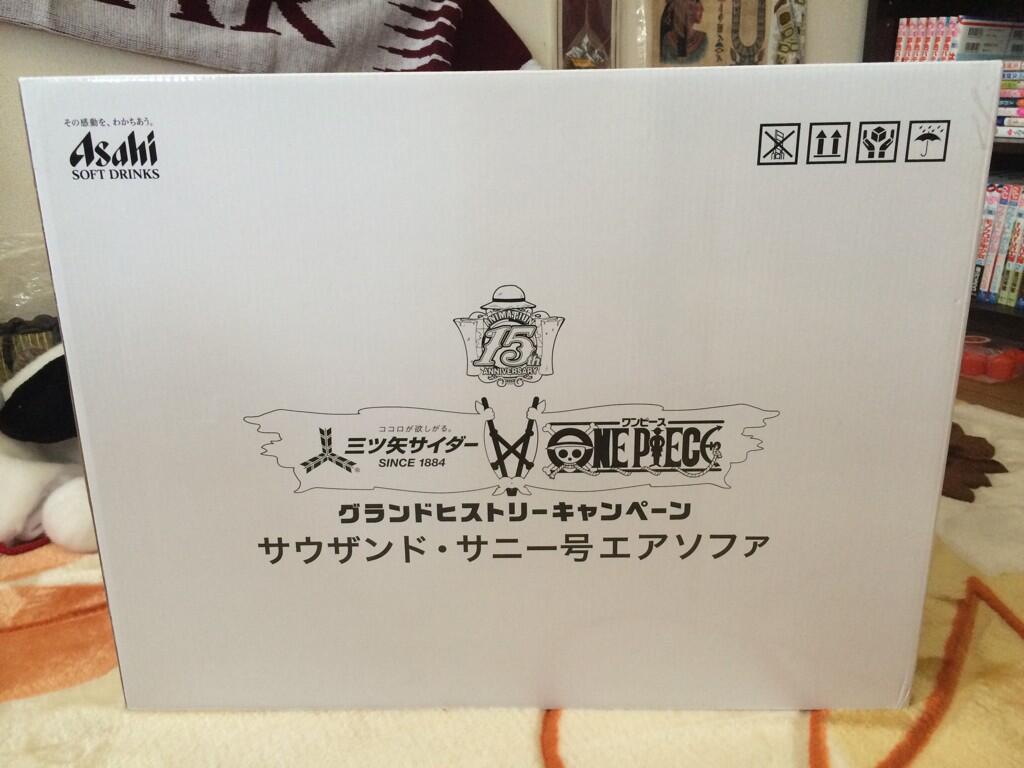 その感動を、わかちあう。
Asahi
SOFT DRINKS
ANIMATION
15th
ANNIVERSARY
ココロが欲しがる。
三ツ矢サイダー
SINCE 1884
ワンピース
ONE PIECE
グランドヒストリーキャンペーン
サウザンド・サニー号エアソファ